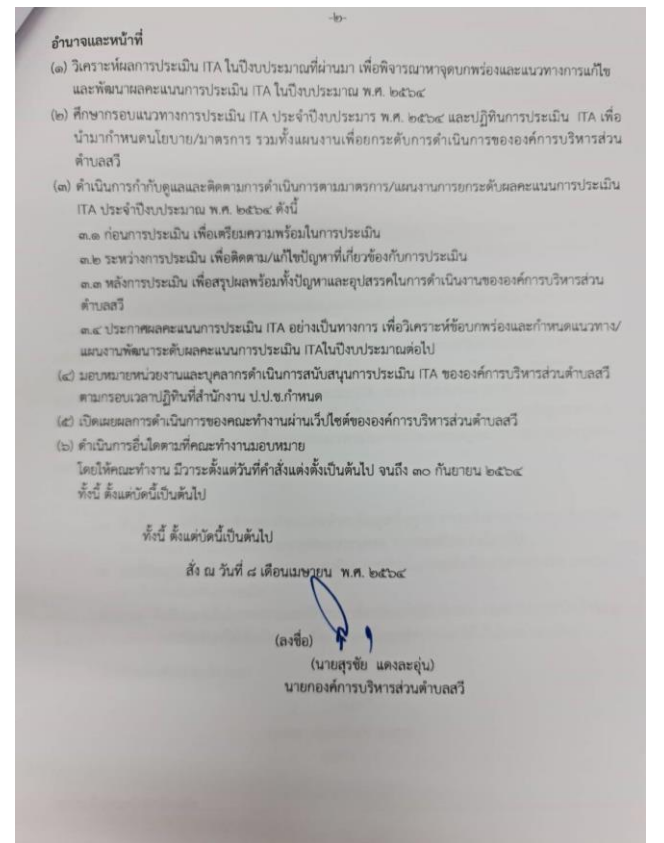 -๒-
อำนาจและหน้าที่
(๑) วิเคราะห์ผลการประเมิน ITA ในปีงบประมาณที่ผ่านมา เพื่อพิจารณาหาจุดบกพร่องและแนวทางการแก้ไข
และพัฒนาผลคะแนนการประเมิน ITA ในปีงบประมาณ พ.ศ. ๒๕๖๔
(๒) ศึกษากรอบแนวทางการประเมิน ITA ประจำปีงบประมาร พ.ศ. ๒๕๖๔ และปฏิทินการประเมิน ITA เพื่อ
นำมากำหนดนโยบาย/มาตรการ รวมทั้งแผนงานเพื่อยกระดับการดำเนินการขององค์การบริหารส่วน
ตำบลสวี
(๓) ดำเนินการกำกับดูแลและติดตามการดำเนินการตามมาตรการ/แผนงานการยกระดับผลคะแนนการประเมิน
ITA ประจำปีงบประมาณ พ.ศ. ๒๕๖๔ ดังนี้
๓.๑ ก่อนการประเมิน เพื่อเตรียมความพร้อมในการประเมิน
๓.๒ ระหว่างการประเมิน เพื่อติดตาม/แก้ไขปัญหาที่เกี่ยวข้องกับการประเมิน
๓.๓ หลังการประเมิน เพื่อสรุปผลพร้อมทั้งปัญหาและอุปสรรคในการดำเนินงานขององค์การบริหารส่วน
ตำบลสวี
๓.๔ ประกาศผลคะแนนการประเมิน ITA อย่างเป็นทางการ เพื่อวิเคราะห์ข้อบกพร่องและกำหนดแนวทาง/
แผนงานพัฒนาระดับผลคะแนนการประเมิน ITAในปีงบประมาณต่อไป
(๔) มอบหมายหน่วยงานและบุคลากรดำเนินการสนับสนุนการประเมิน ITA ขององค์การบริหารส่วนตำบลสวี
ตามกรอบเวลาปฏิทินที่สำนักงาน ป.ป.ช.กำหนด
(๕) เปิดเผยผลการดำเนินการของคณะทำงานผ่านเว็ปไซต์ขององค์การบริหารส่วนตำบลสวี
(๖) ดำเนินการอื่นใดตามที่คณะทำงานมอบหมาย
โดยให้คณะทำงาน มีวาระตั้งแต่วันที่คำสั่งแต่งตั้งเป็นต้นไป จนถึง ๓๐ กันยายน ๒๕๖๔
ทั้งนี้ ตั้งแต่บัดนี้เป็นต้นไป
ทั้งนี้ ตั้งแต่บัดนี้เป็นต้นไป
สั่ง ณ วันที่ ๘ เดือนเมษายน พ.ศ. ๒๕๖๔
(ลงชื่อ)
(นายสุรชัย แดงละอุ่น)
นายกองค์การบริหารส่วนตำบลสวี